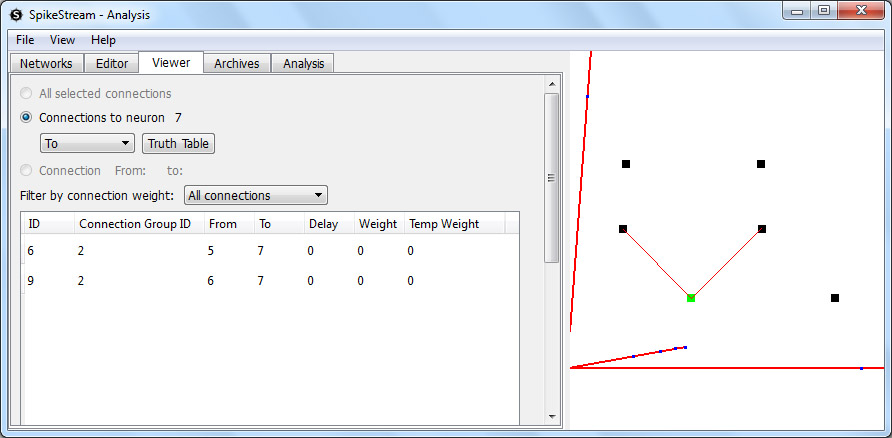 SpikeStream - Analysis
File View Help
Networks Editor Viewer Archives Analysis
All selected connections
Connections to neuron 7
To Truth Table
Connection From: to:
Filter by connection weight: All connections
ID Connection Group ID From To Delay Weight Temp Weight
6 2 5 7 0 0 0
9 2 6 7 0 0 0